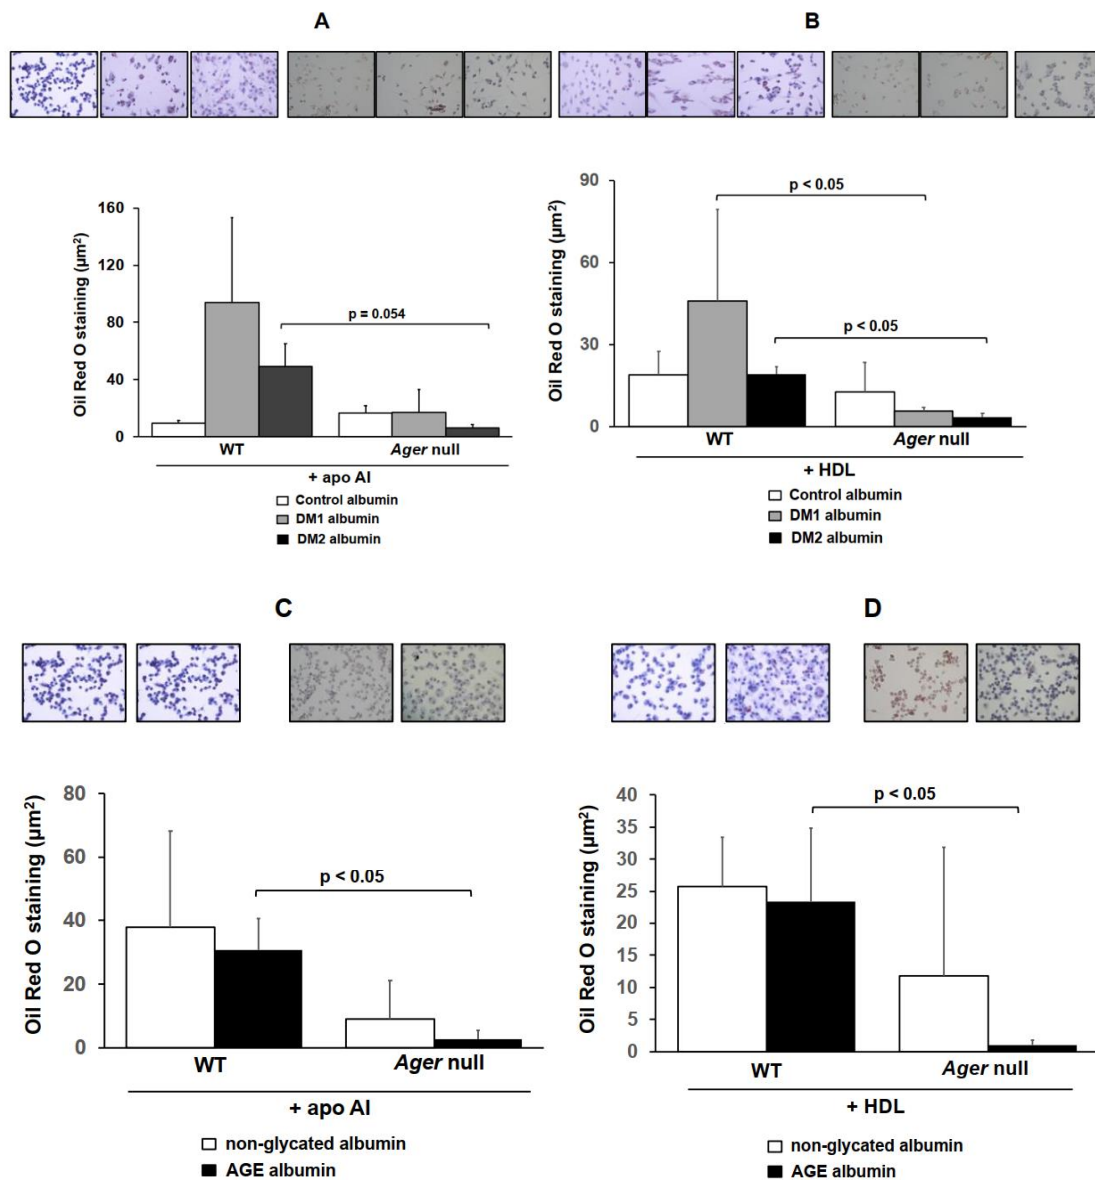 A
B
Oil Red O staining (µm²)
160
120
80
40
0
p = 0.054
WT
Ager null
+ apo AI
Control albumin
DM1 albumin
DM2 albumin
Oil Red O staining (µm²)
90
60
30
0
p < 0.05
p < 0.05
WT
Ager null
+ HDL
Control albumin
DM1 albumin
DM2 albumin
C
D
Oil Red O staining (µm²)
80
60
40
20
0
p < 0.05
WT
Ager null
+ apo AI
non-glycated albumin
AGE albumin
Oil Red O staining (µm²)
40
35
30
25
20
15
10
5
0
p < 0.05
WT
Ager null
+ HDL
non-glycated albumin
AGE albumin